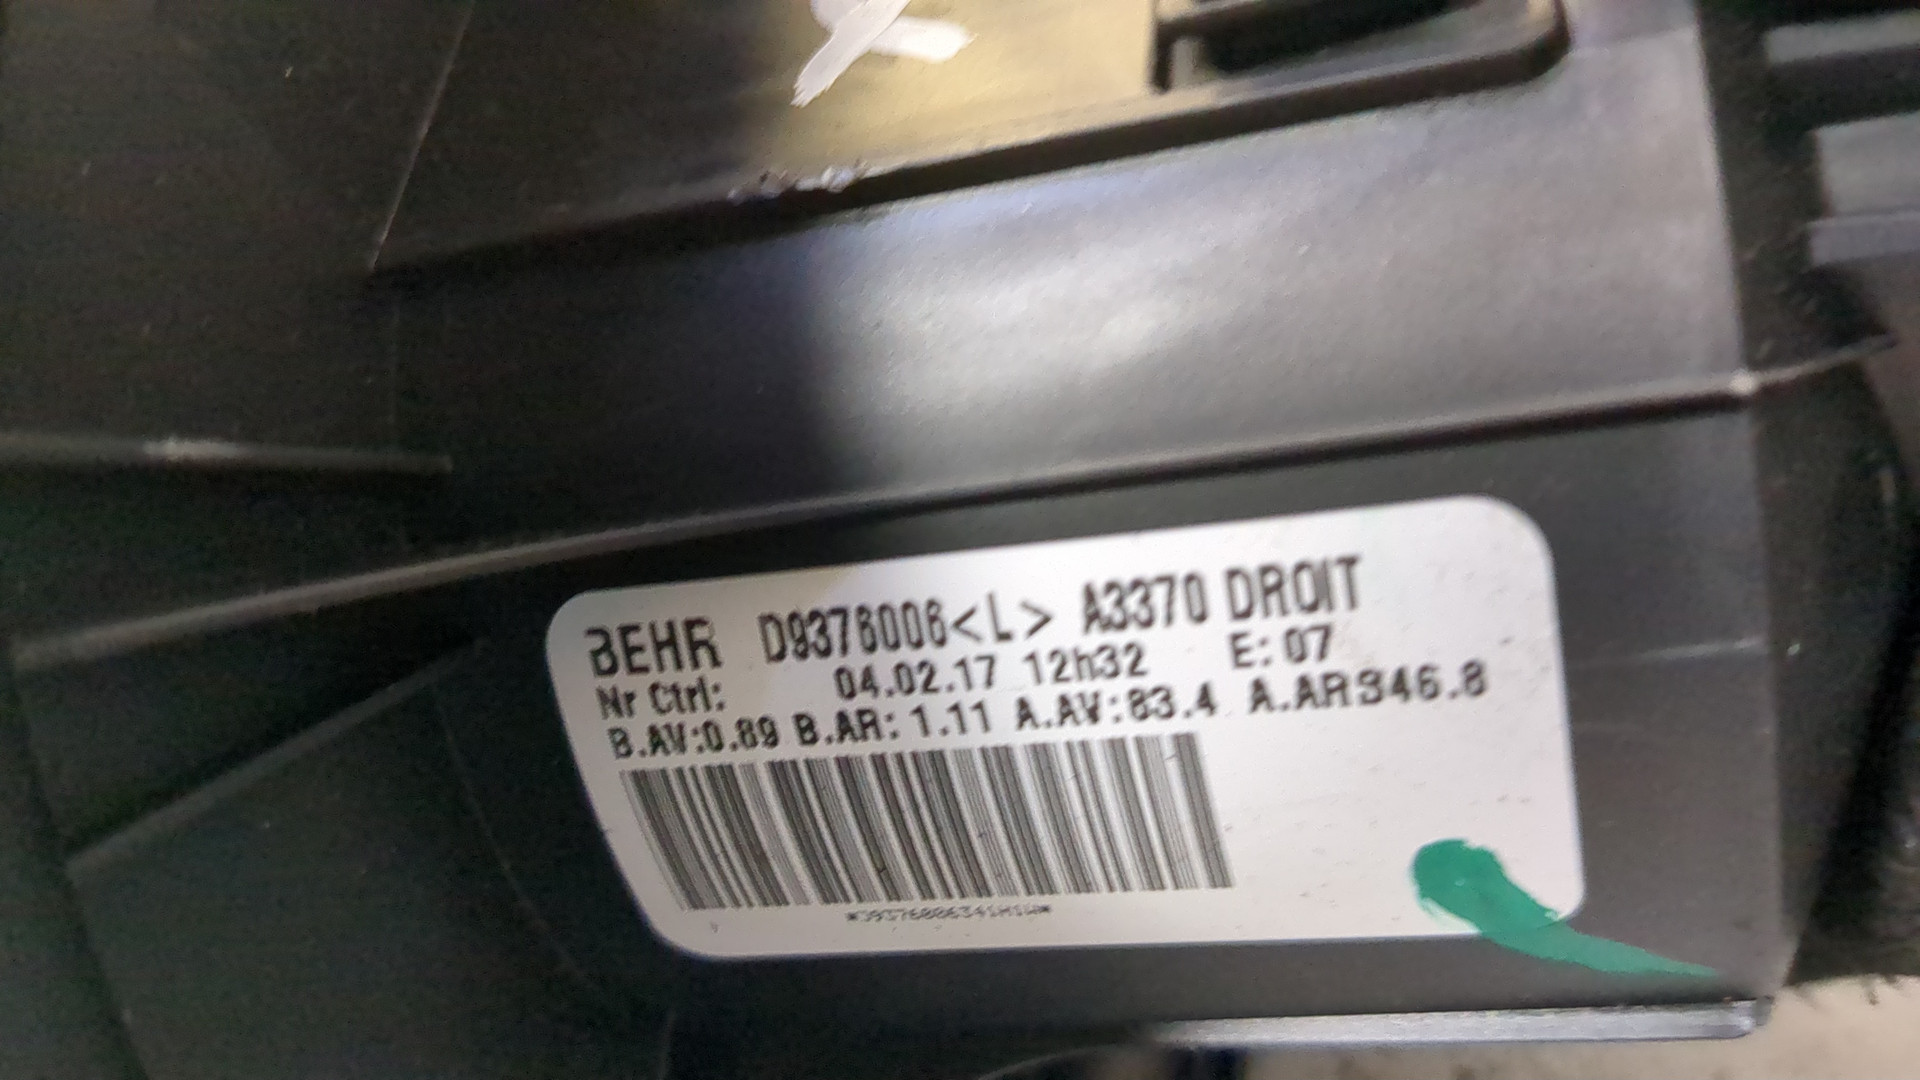 BEHR D9376006<L> A3370 DROIT
Nr Ctrl: 04.02.17 12h32 E: 07
B.AV:0.89 B.AR: 1.11 A.AV:83.4 A.AR346.8